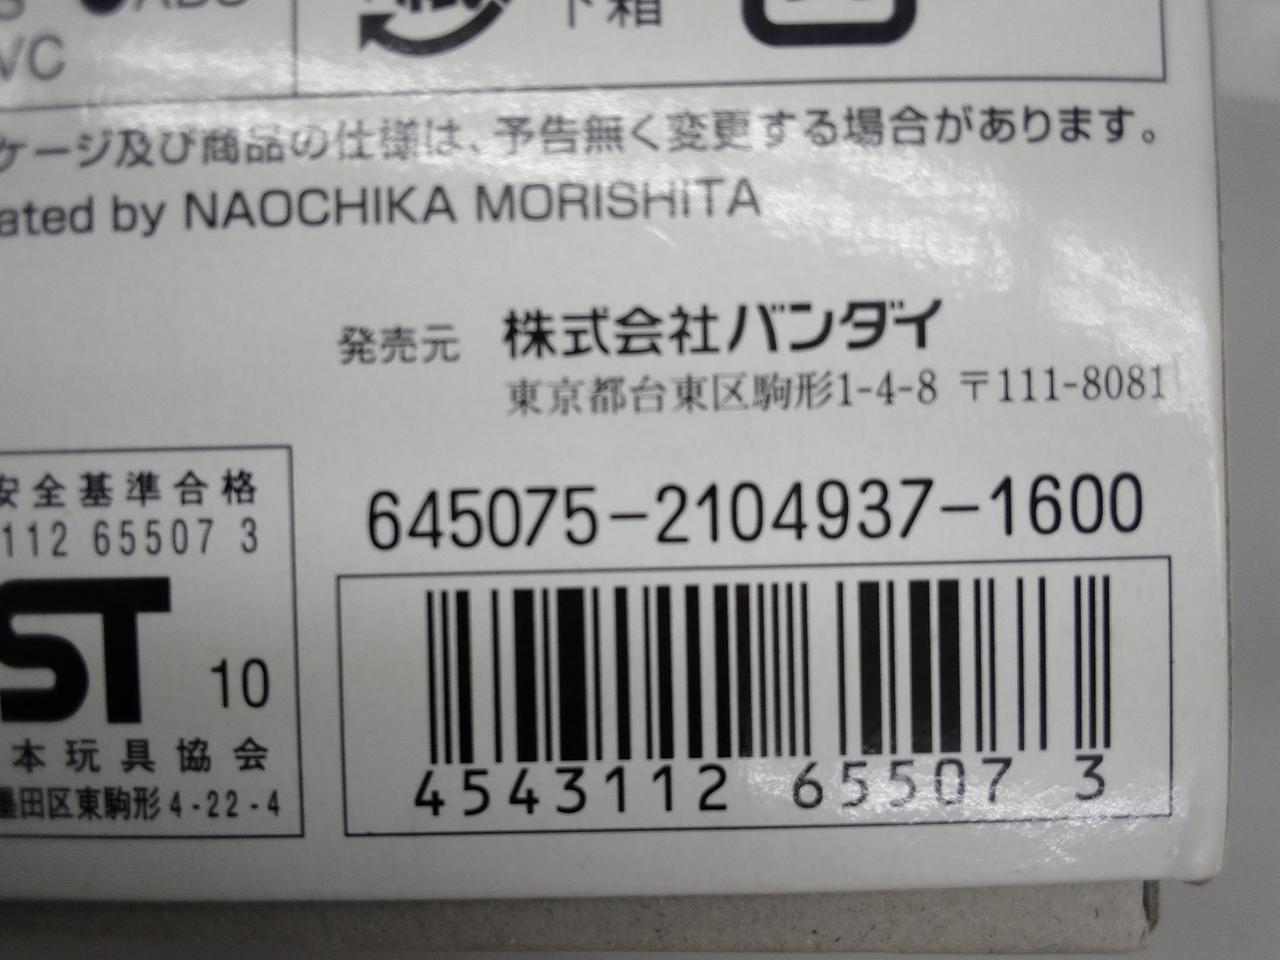 ABS
VC
下箱
ケージ及び商品の仕様は、予告無く変更する場合があります。
ated by NAOCHIKA MORISHiTA
発売元 株式会社バンダイ
東京都台東区駒形1-4-8 〒111-8081
安全基準合格
112 65507 3
ST 10
本玩具協会
墨田区東駒形4-22-4
645075-2104937-1600
4543112 65507 3